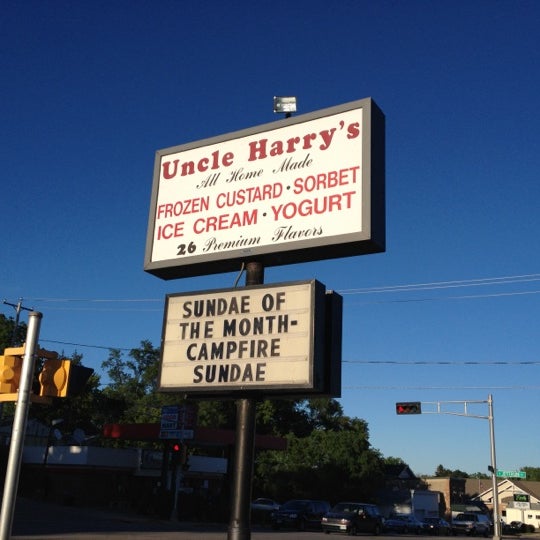 Uncle Harry's
All Home Made
FROZEN CUSTARD · SORBET
ICE CREAM · YOGURT
26 Premium Flavors
SUNDAE OF
THE MONTH-
CAMPFIRE
SUNDAE